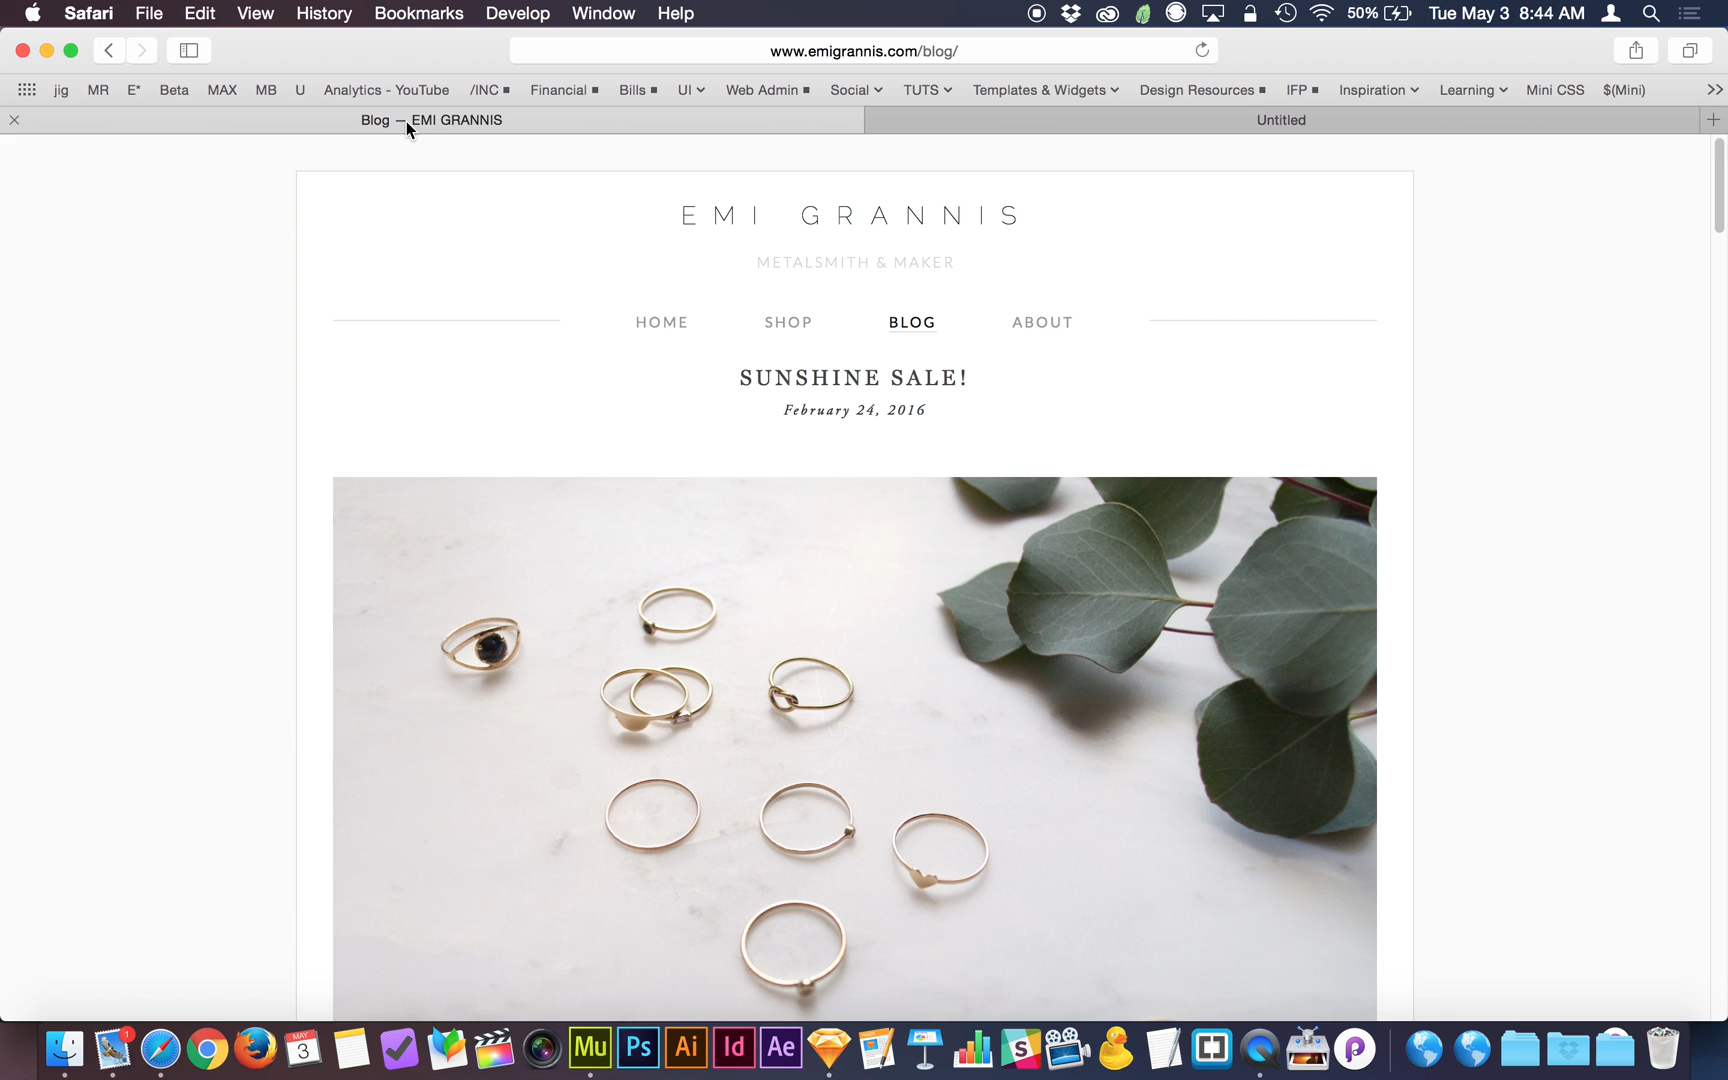 Safari File Edit View History Bookmarks Develop Window Help 50% Tue May 3 8:44 AM
www.emigrannis.com/blog/
jig MR E* Beta MAX MB U Analytics - YouTube /INC Financial Bills UI Web Admin Social TUTS Templates & Widgets Design Resources IFP Inspiration Learning Mini CSS $(Mini)
Blog — EMI GRANNIS Untitled
EMI GRANNIS
METALSMITH & MAKER
HOME SHOP BLOG ABOUT
SUNSHINE SALE!
February 24, 2016
1 MAY 3 Mu Ps Ai Id Ae S P